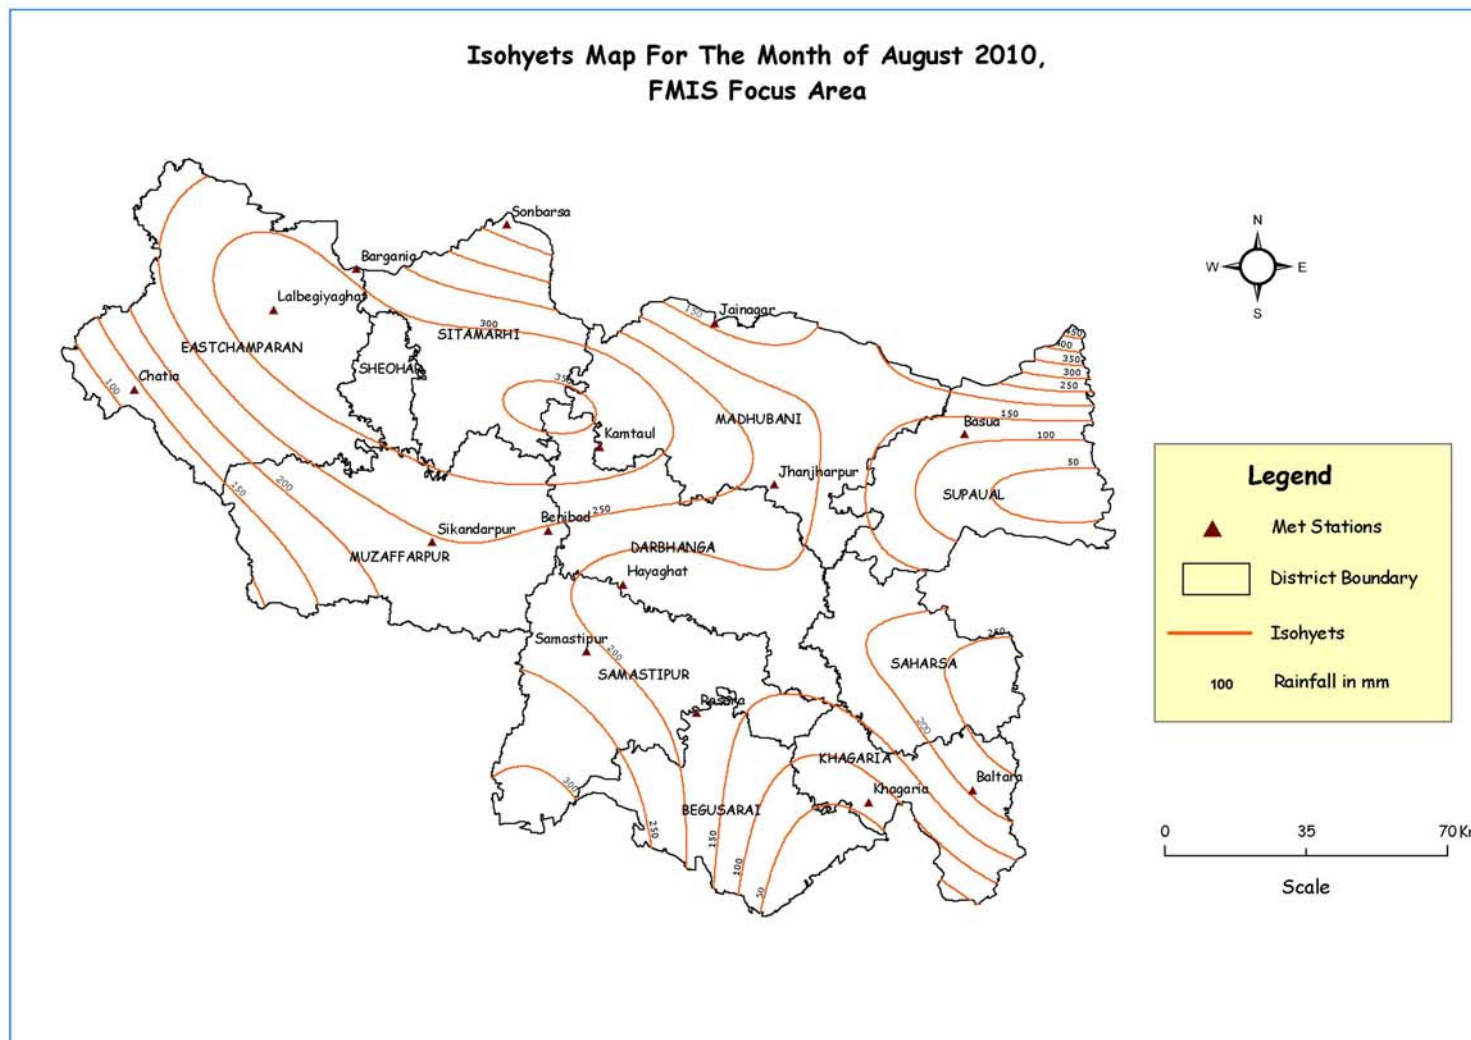 Isohyets Map For The Month of August 2010,
FMIS Focus Area
Sonbarsa
Bargania
Lalbegiyaghat
300
SITAMARHI
EASTCHAMPARAN
SHEOHAR
Chatia
100
350
Kamtaul
150
Jainagar
MADHUBANI
Jhanjharpur
400
350
300
250
150
Basua
100
50
SUPAUAL
N
W
E
S
150
200
Sikandarpur
MUZAFFARPUR
Benibad
250
DARBHANGA
Hayaghat
Samastipur
200
SAMASTIPUR
Rosera
250
SAHARSA
200
KHAGARIA
Khagaria
Baltara
300
BEGUSARAI
250
150
100
50
Legend
Met Stations
District Boundary
Isohyets
100 Rainfall in mm
0 35 70
Scale